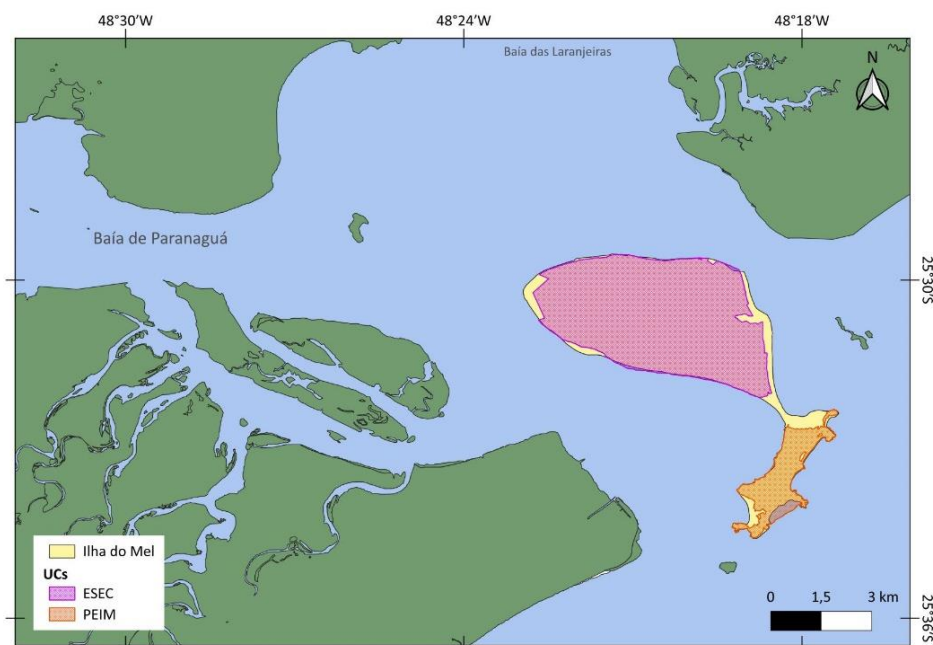 48°30'W 48°24'W 48°18'W
Baía das Laranjeiras
N
Baía de Paranaguá
25°30'S
Ilha do Mel
UCs
ESEC
PEIM
0 1,5 3 km
25°36'S